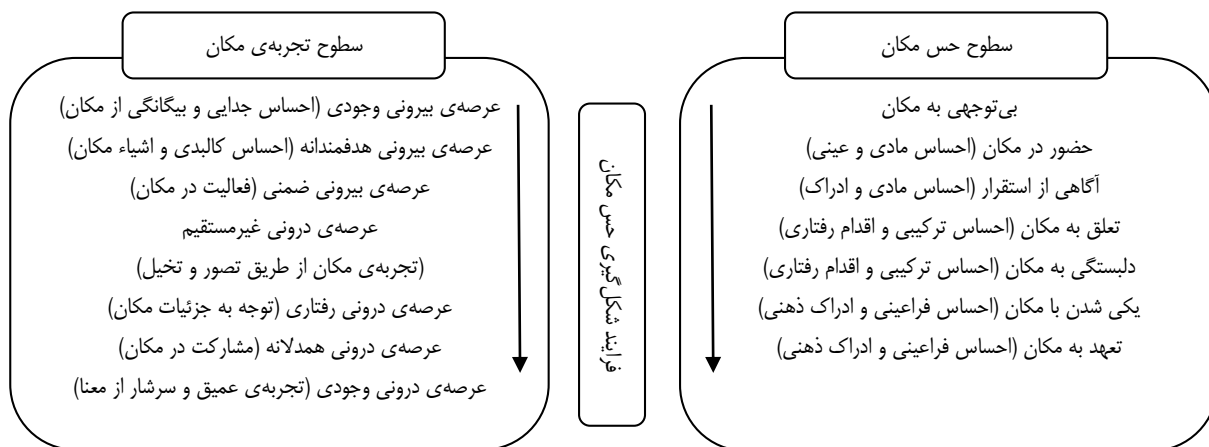 سطوح حس مکان
بی‌توجهی به مکان
حضور در مکان (احساس مادی و عینی)
آگاهی از استقرار (احساس مادی و ادراک)
تعلق به مکان (احساس ترکیبی و اقدام رفتاری)
دلبستگی به مکان (احساس ترکیبی و اقدام رفتاری)
یکی شدن با مکان (احساس فراعینی و ادراک ذهنی)
تعهد به مکان (احساس فراعینی و ادراک ذهنی)
فرایند شکل‌گیری حس مکان
سطوح تجربه‌ی مکان
عرصه‌ی بیرونی وجودی (احساس جدایی و بیگانگی از مکان)
عرصه‌ی بیرونی هدفمندانه (احساس کالبدی و اشیاء مکان)
عرصه‌ی بیرونی ضمنی (فعالیت در مکان)
عرصه‌ی درونی غیرمستقیم
(تجربه‌ی مکان از طریق تصور و تخیل)
عرصه‌ی درونی رفتاری (توجه به جزئیات مکان)
عرصه‌ی درونی همدلانه (مشارکت در مکان)
عرصه‌ی درونی وجودی (تجربه‌ی عمیق و سرشار از معنا)